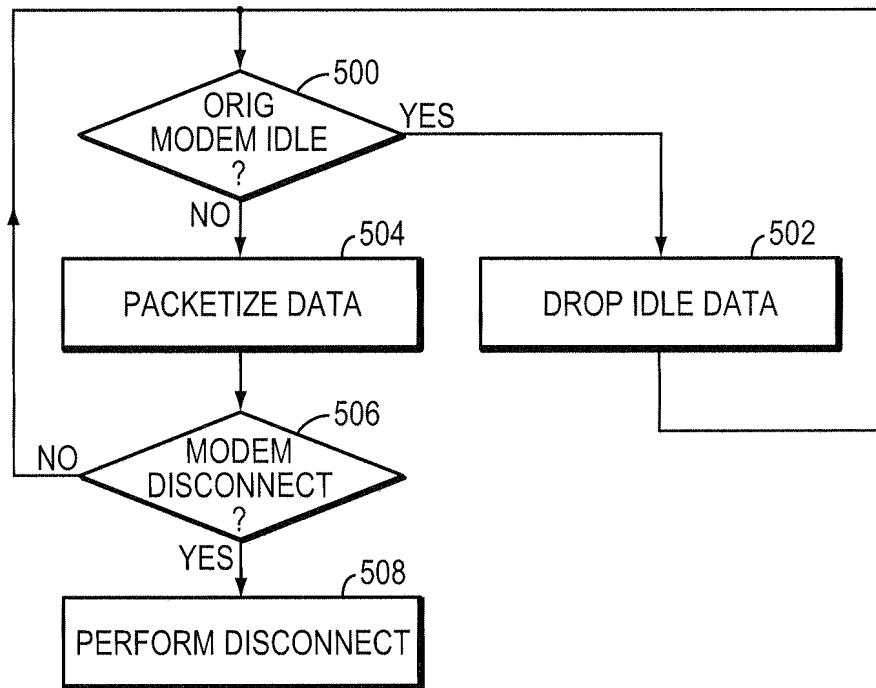 500
ORIG
MODEM IDLE
?
YES
NO
504
PACKETIZE DATA
502
DROP IDLE DATA
506
MODEM
DISCONNECT
?
NO
YES
508
PERFORM DISCONNECT